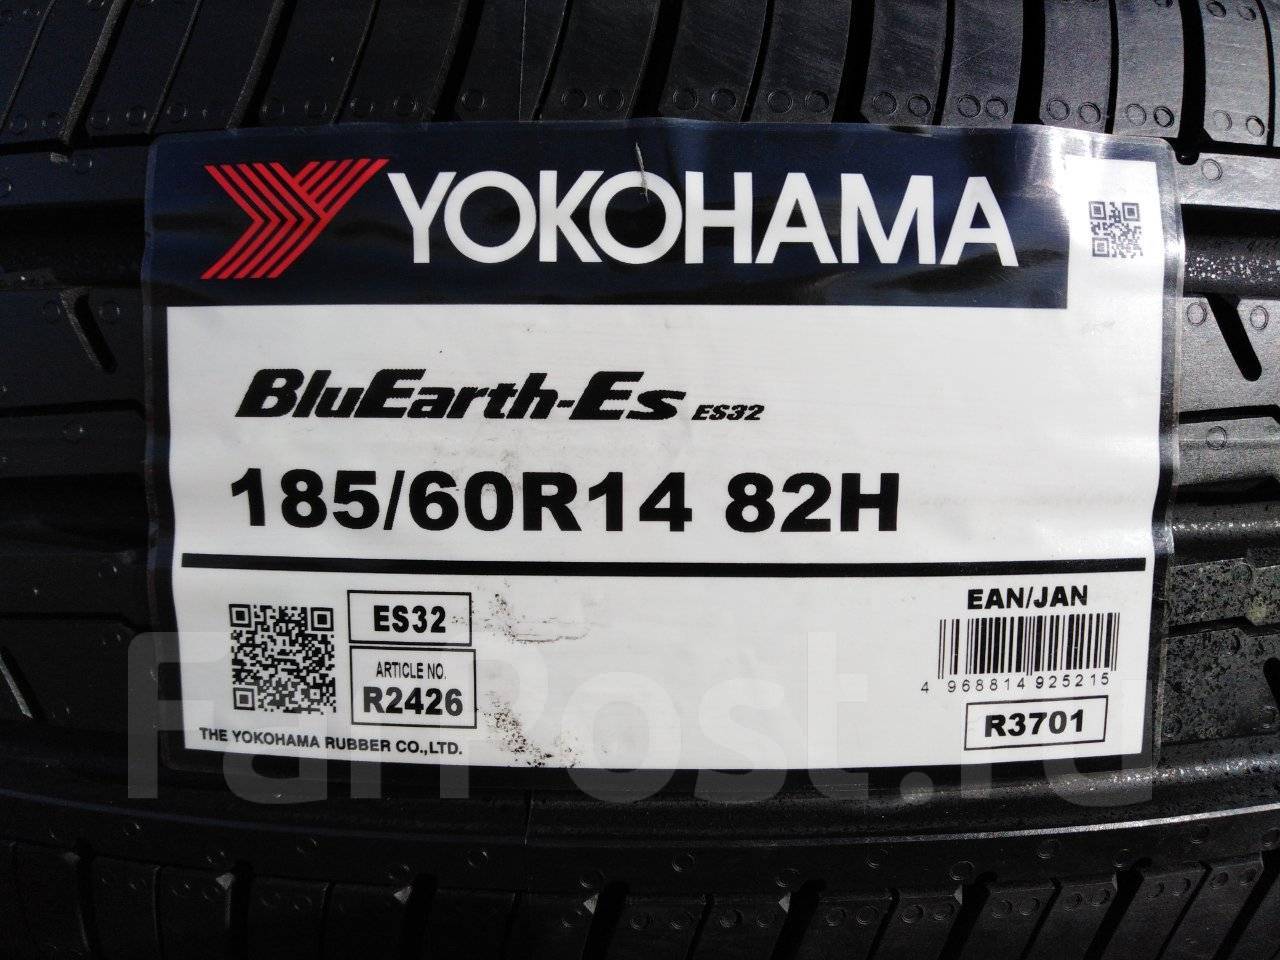 YOKOHAMA
BluEarth-Es ES32
185/60R14 82H
ES32
ARTICLE NO.
R2426
THE YOKOHAMA RUBBER CO.,LTD.
EAN/JAN
4 968814 925215
R3701
FarPost.ru